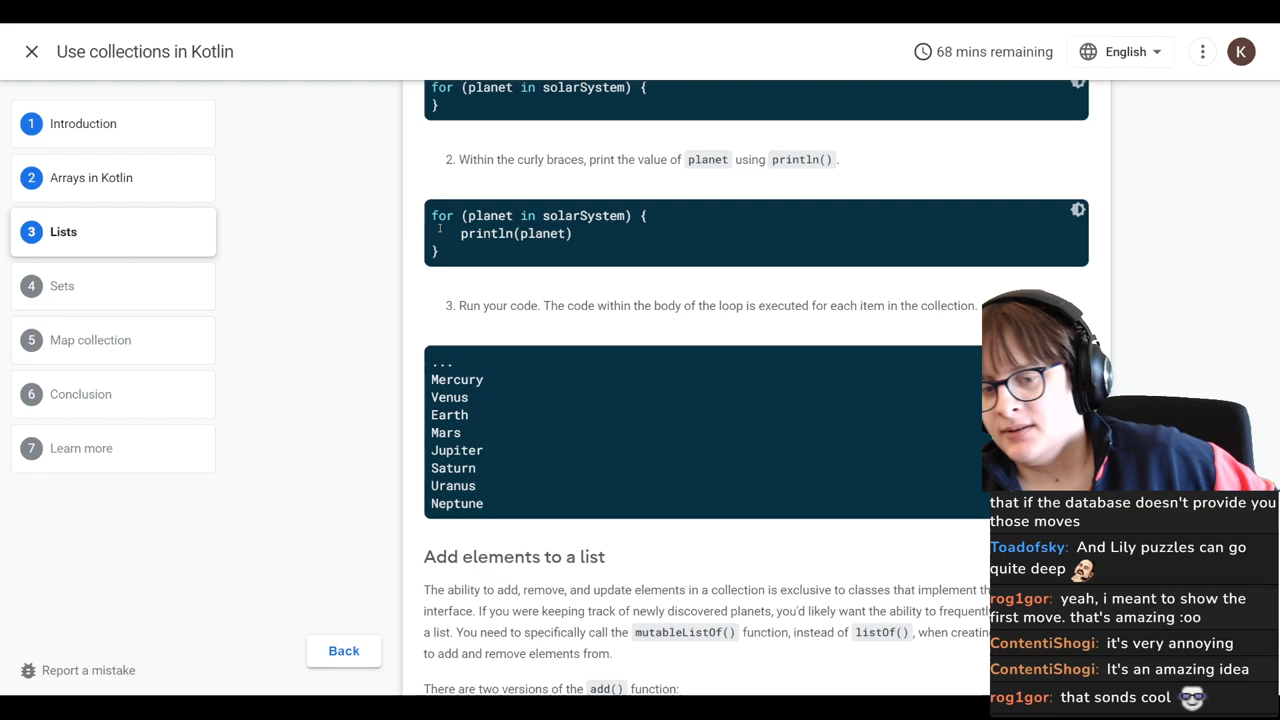 Use collections in Kotlin
68 mins remaining
English
K
1 Introduction
2 Arrays in Kotlin
3 Lists
4 Sets
5 Map collection
6 Conclusion
7 Learn more
Report a mistake
Back
for (planet in solarSystem) {
}
2. Within the curly braces, print the value of planet using println().
for (planet in solarSystem) {
println(planet)
}
3. Run your code. The code within the body of the loop is executed for each item in the collection.
...
Mercury
Venus
Earth
Mars
Jupiter
Saturn
Uranus
Neptune
Add elements to a list
The ability to add, remove, and update elements in a collection is exclusive to classes that implement th
interface. If you were keeping track of newly discovered planets, you'd likely want the ability to frequentl
a list. You need to specifically call the mutableListOf() function, instead of listOf(), when creatin
to add and remove elements from.
There are two versions of the add() function:
that if the database doesn't provide you
those moves
Toadofsky: And Lily puzzles can go
quite deep
rog1gor: yeah, i meant to show the
first move. that's amazing :oo
ContentiShogi: it's very annoying
ContentiShogi: It's an amazing idea
rog1gor: that sonds cool